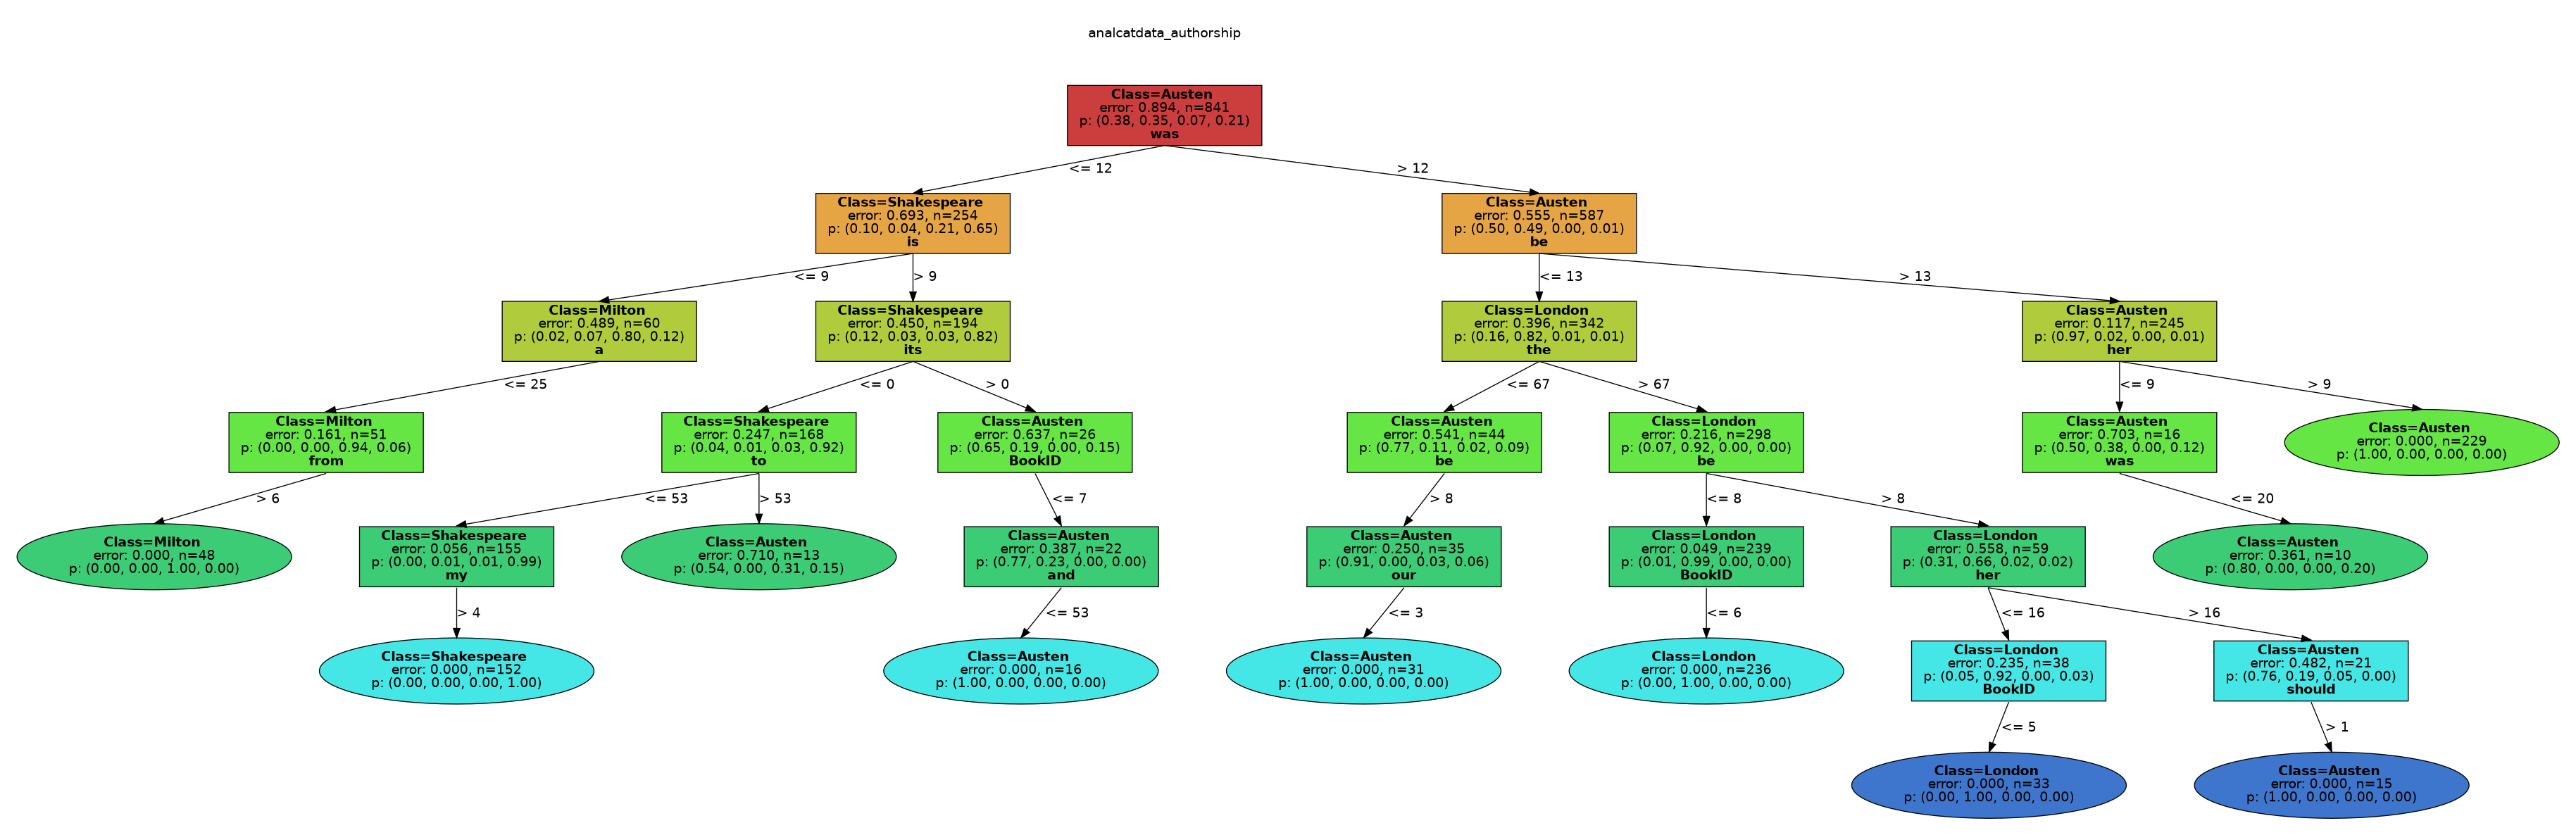 analcatdata_authorship
Class=Austen
error: 0.894, n=841
p: (0.38, 0.35, 0.07, 0.21)
was
<= 12
> 12
Class=Shakespeare
error: 0.693, n=254
p: (0.10, 0.04, 0.21, 0.65)
is
Class=Austen
error: 0.555, n=587
p: (0.50, 0.49, 0.00, 0.01)
be
<= 9
> 9
<= 13
> 13
Class=Milton
error: 0.489, n=60
p: (0.02, 0.07, 0.80, 0.12)
a
Class=Shakespeare
error: 0.450, n=194
p: (0.12, 0.03, 0.03, 0.82)
its
Class=London
error: 0.396, n=342
p: (0.16, 0.82, 0.01, 0.01)
the
Class=Austen
error: 0.117, n=245
p: (0.97, 0.02, 0.00, 0.01)
her
<= 25
<= 0
> 0
<= 67
> 67
<= 9
> 9
Class=Milton
error: 0.161, n=51
p: (0.00, 0.00, 0.94, 0.06)
from
Class=Shakespeare
error: 0.247, n=168
p: (0.04, 0.01, 0.03, 0.92)
to
Class=Austen
error: 0.637, n=26
p: (0.65, 0.19, 0.00, 0.15)
BookID
Class=Austen
error: 0.541, n=44
p: (0.77, 0.11, 0.02, 0.09)
be
Class=London
error: 0.216, n=298
p: (0.07, 0.92, 0.00, 0.00)
be
Class=Austen
error: 0.703, n=16
p: (0.50, 0.38, 0.00, 0.12)
was
Class=Austen
error: 0.000, n=229
p: (1.00, 0.00, 0.00, 0.00)
> 6
<= 53
> 53
<= 7
> 8
<= 8
> 8
<= 20
Class=Milton
error: 0.000, n=48
p: (0.00, 0.00, 1.00, 0.00)
Class=Shakespeare
error: 0.056, n=155
p: (0.00, 0.01, 0.01, 0.99)
my
Class=Austen
error: 0.710, n=13
p: (0.54, 0.00, 0.31, 0.15)
Class=Austen
error: 0.387, n=22
p: (0.77, 0.23, 0.00, 0.00)
and
Class=Austen
error: 0.250, n=35
p: (0.91, 0.00, 0.03, 0.06)
our
Class=London
error: 0.049, n=239
p: (0.01, 0.99, 0.00, 0.00)
BookID
Class=London
error: 0.558, n=59
p: (0.31, 0.66, 0.02, 0.02)
her
Class=Austen
error: 0.361, n=10
p: (0.80, 0.00, 0.00, 0.20)
> 4
<= 53
<= 3
<= 6
<= 16
> 16
Class=Shakespeare
error: 0.000, n=152
p: (0.00, 0.00, 0.00, 1.00)
Class=Austen
error: 0.000, n=16
p: (1.00, 0.00, 0.00, 0.00)
Class=Austen
error: 0.000, n=31
p: (1.00, 0.00, 0.00, 0.00)
Class=London
error: 0.000, n=236
p: (0.00, 1.00, 0.00, 0.00)
Class=London
error: 0.235, n=38
p: (0.05, 0.92, 0.00, 0.03)
BookID
Class=Austen
error: 0.482, n=21
p: (0.76, 0.19, 0.05, 0.00)
should
<= 5
> 1
Class=London
error: 0.000, n=33
p: (0.00, 1.00, 0.00, 0.00)
Class=Austen
error: 0.000, n=15
p: (1.00, 0.00, 0.00, 0.00)